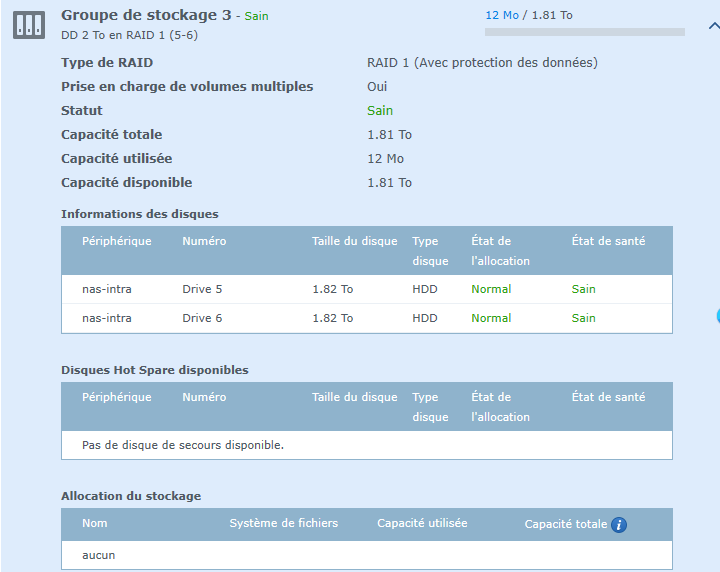 Groupe de stockage 3 - Sain
12 Mo / 1.81 To
DD 2 To en RAID 1 (5-6)
Type de RAID RAID 1 (Avec protection des données)
Prise en charge de volumes multiples Oui
Statut Sain
Capacité totale 1.81 To
Capacité utilisée 12 Mo
Capacité disponible 1.81 To
Informations des disques
Périphérique Numéro Taille du disque Type disque État de l'allocation État de santé
nas-intra Drive 5 1.82 To HDD Normal Sain
nas-intra Drive 6 1.82 To HDD Normal Sain
Disques Hot Spare disponibles
Périphérique Numéro Taille du disque Type disque État de l'allocation État de santé
Pas de disque de secours disponible.
Allocation du stockage
Nom Système de fichiers Capacité utilisée Capacité totale i
aucun